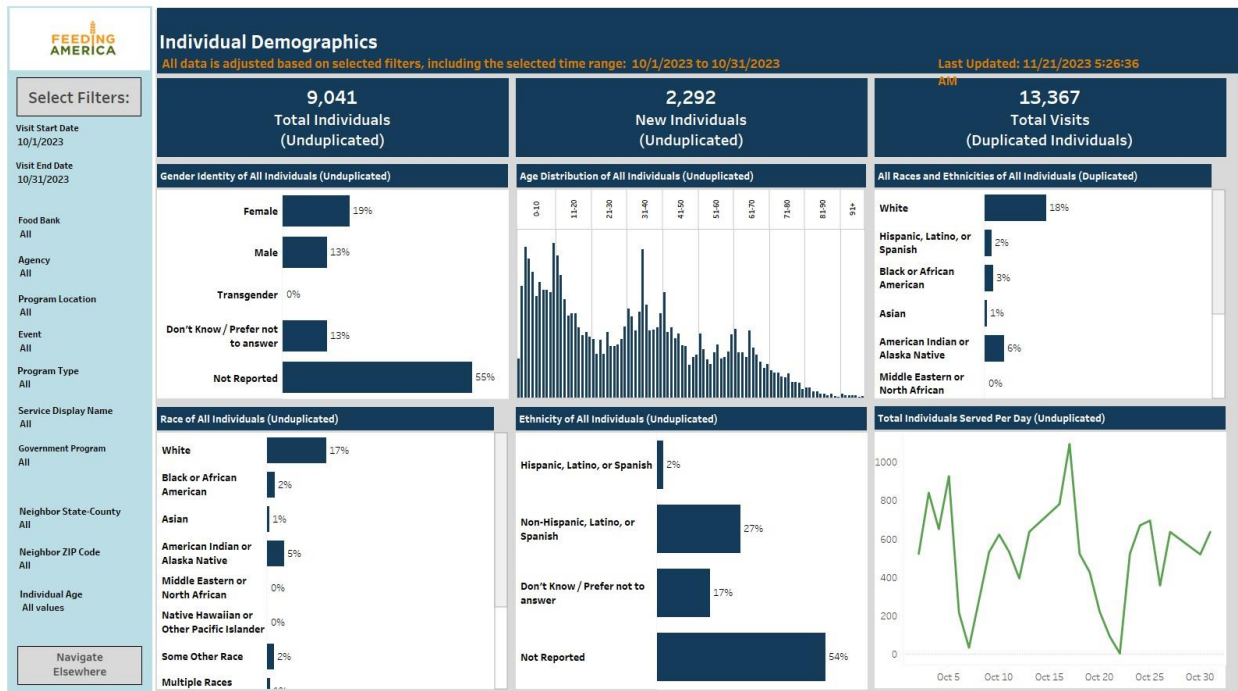 FEEDING
AMERICA
Individual Demographics
All data is adjusted based on selected filters, including the selected time range: 10/1/2023 to 10/31/2023
Last Updated: 11/21/2023 5:26:36
AM
Select Filters:
Visit Start Date
10/1/2023
Visit End Date
10/31/2023
Food Bank
All
Agency
All
Program Location
All
Event
All
Program Type
All
Service Display Name
All
Government Program
All
Neighbor State-County
All
Neighbor ZIP Code
All
Individual Age
All values
Navigate
Elsewhere
9,041
Total Individuals
(Unduplicated)
2,292
New Individuals
(Unduplicated)
13,367
Total Visits
(Duplicated Individuals)
Gender Identity of All Individuals (Unduplicated)
Female 19%
Male 13%
Transgender 0%
Don't Know / Prefer not
to answer 13%
Not Reported 55%
Age Distribution of All Individuals (Unduplicated)
0-10 11-20 21-30 31-40 41-50 51-60 61-70 71-80 81-90 91+
All Races and Ethnicities of All Individuals (Duplicated)
White 18%
Hispanic, Latino, or
Spanish 2%
Black or African
American 3%
Asian 1%
American Indian or
Alaska Native 6%
Middle Eastern or
North African 0%
Race of All Individuals (Unduplicated)
White 17%
Black or African
American 2%
Asian 1%
American Indian or
Alaska Native 5%
Middle Eastern or
North African 0%
Native Hawaiian or
Other Pacific Islander 0%
Some Other Race 2%
Multiple Races
Ethnicity of All Individuals (Unduplicated)
Hispanic, Latino, or Spanish 2%
Non-Hispanic, Latino, or
Spanish 27%
Don't Know / Prefer not to
answer 17%
Not Reported 54%
Total Individuals Served Per Day (Unduplicated)
1000
800
600
400
200
0
Oct 5 Oct 10 Oct 15 Oct 20 Oct 25 Oct 30